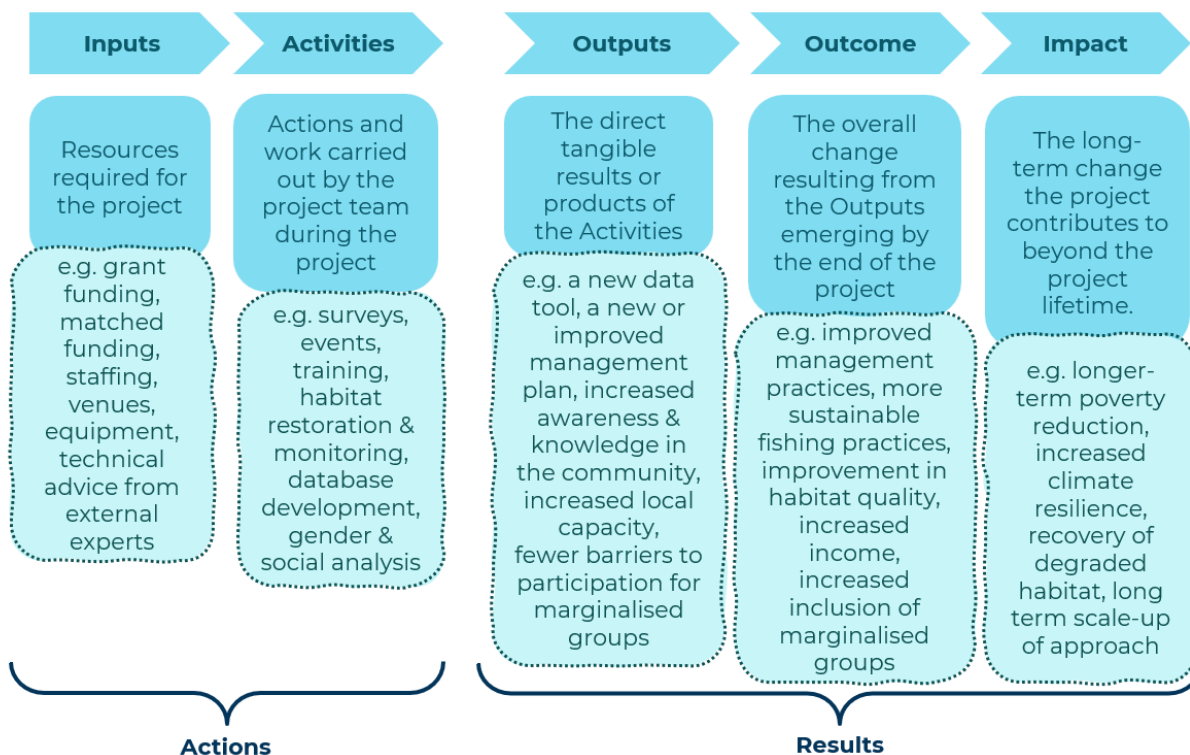 Inputs
Activities
Outputs
Outcome
Impact
Resources
required for
the project
e.g. grant
funding,
matched
funding,
staffing,
venues,
equipment,
technical
advice from
external
experts
Actions and
work carried
out by the
project team
during the
project
e.g. surveys,
events,
training,
habitat
restoration &
monitoring,
database
development,
gender &
social analysis
The direct
tangible
results or
products of
the Activities
e.g. a new data
tool, a new or
improved
management
plan, increased
awareness &
knowledge in
the community,
increased local
capacity,
fewer barriers to
participation for
marginalised
groups
The overall
change
resulting from
the Outputs
emerging by
the end of the
project
e.g. improved
management
practices, more
sustainable
fishing practices,
improvement in
habitat quality,
increased
income,
increased
inclusion of
marginalised
groups
The long-
term change
the project
contributes to
beyond the
project
lifetime.
e.g. longer-
term poverty
reduction,
increased
climate
resilience,
recovery of
degraded
habitat, long
term scale-up
of approach
Actions
Results